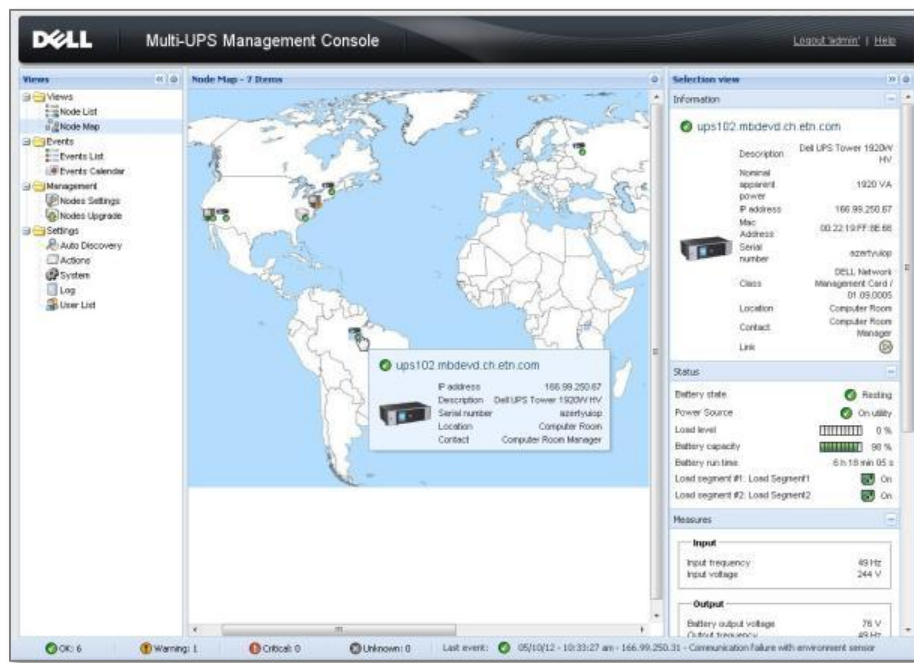 DELL Multi-UPS Management Console Logout 'admin' | Help
Views
Views
Node List
Node Map
Events
Events List
Events Calendar
Management
Nodes Settings
Nodes Upgrade
Settings
Auto Discovery
Actions
System
Log
User List
Node Map - 7 Items
ups102.mbdevd.ch.etn.com
IP address 166.99.250.67
Description Dell UPS Tower 1920W HV
Serial number azertyuiop
Location Computer Room
Contact Computer Room Manager
Selection view
Information
ups102.mbdevd.ch.etn.com
Description Dell UPS Tower 1920W
HV
Nominal
apparent
power 1920 VA
IP address 166.99.250.67
Mac
Address 00:22:19:FF:8E:66
Serial
number azertyuiop
Class DELL Network
Management Card /
01.09.0005
Location Computer Room
Contact Computer Room
Manager
Link
Status
Battery state Resting
Power Source On utility
Load level 0 %
Battery capacity 98 %
Battery run time 6 h 18 min 05 s
Load segment #1: Load Segment1 On
Load segment #2: Load Segment2 On
Measures
Input
Input frequency 49 Hz
Input voltage 244 V
Output
Battery output voltage 76 V
Output frequency 49 Hz
OK: 6 Warning: 1 Critical: 0 Unknown: 0 Last event: 05/10/12 - 10:33:27 am - 166.99.250.31 - Communication failure with environment sensor